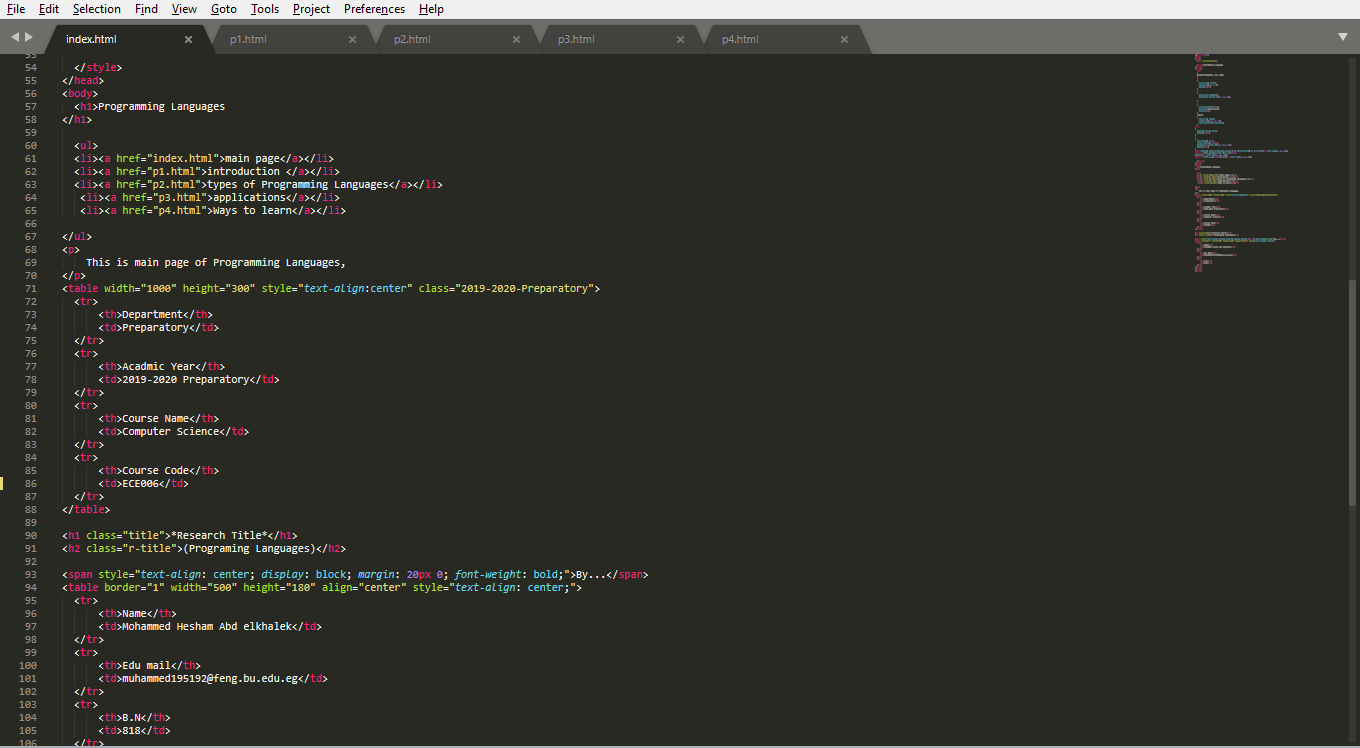 File Edit Selection Find View Goto Tools Project Preferences Help
index.html × p1.html × p2.html × p3.html × p4.html ×
53
54 </style>
55 </head>
56 <body>
57 <h1>Programming Languages
58 </h1>
59
60 <ul>
61 <li><a href="index.html">main page</a></li>
62 <li><a href="p1.html">introduction </a></li>
63 <li><a href="p2.html">types of Programming Languages</a></li>
64 <li><a href="p3.html">applications</a></li>
65 <li><a href="p4.html">Ways to learn</a></li>
66
67 </ul>
68 <p>
69 This is main page of Programming Languages,
70 </p>
71 <table width="1000" height="300" style="text-align:center" class="2019-2020-Preparatory">
72 <tr>
73 <th>Department</th>
74 <td>Preparatory</td>
75 </tr>
76 <tr>
77 <th>Acadmic Year</th>
78 <td>2019-2020 Preparatory</td>
79 </tr>
80 <tr>
81 <th>Course Name</th>
82 <td>Computer Science</td>
83 </tr>
84 <tr>
85 <th>Course Code</th>
86 <td>ECE006</td>
87 </tr>
88 </table>
89
90 <h1 class="title">*Research Title*</h1>
91 <h2 class="r-title">(Programing Languages)</h2>
92
93 <span style="text-align: center; display: block; margin: 20px 0; font-weight: bold;">By...</span>
94 <table border="1" width="500" height="180" align="center" style="text-align: center;">
95 <tr>
96 <th>Name</th>
97 <td>Mohammed Hesham Abd elkhalek</td>
98 </tr>
99 <tr>
100 <th>Edu mail</th>
101 <td>muhammed195192@feng.bu.edu.eg</td>
102 </tr>
103 <tr>
104 <th>B.N</th>
105 <td>818</td>
106 </tr>